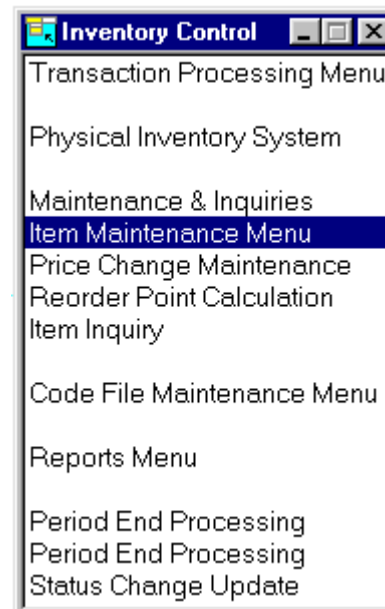 Inventory Control
Transaction Processing Menu
Physical Inventory System
Maintenance & Inquiries
Item Maintenance Menu
Price Change Maintenance
Reorder Point Calculation
Item Inquiry
Code File Maintenance Menu
Reports Menu
Period End Processing
Period End Processing
Status Change Update